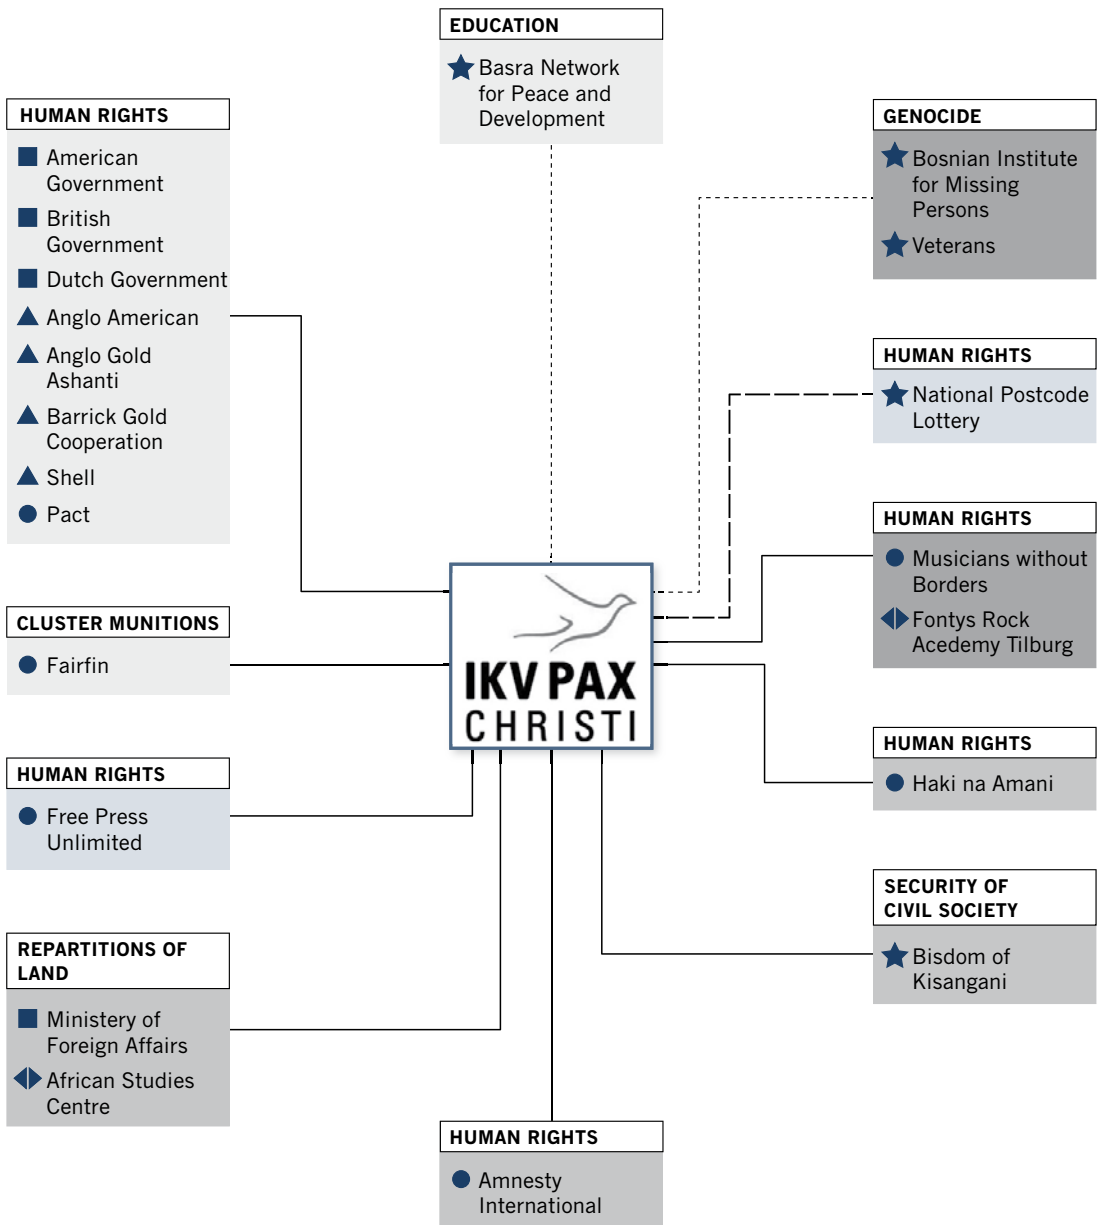 EDUCATION
Basra Network
for Peace and
Development
HUMAN RIGHTS
American
Government
British
Government
Dutch Government
Anglo American
Anglo Gold
Ashanti
Barrick Gold
Cooperation
Shell
Pact
GENOCIDE
Bosnian Institute
for Missing
Persons
Veterans
HUMAN RIGHTS
National Postcode
Lottery
HUMAN RIGHTS
Musicians without
Borders
Fontys Rock
Acedemy Tilburg
CLUSTER MUNITIONS
Fairfin
IKV PAX
CHRISTI
HUMAN RIGHTS
Haki na Amani
HUMAN RIGHTS
Free Press
Unlimited
SECURITY OF
CIVIL SOCIETY
Bisdom of
Kisangani
REPARTITIONS OF
LAND
Ministery of
Foreign Affairs
African Studies
Centre
HUMAN RIGHTS
Amnesty
International